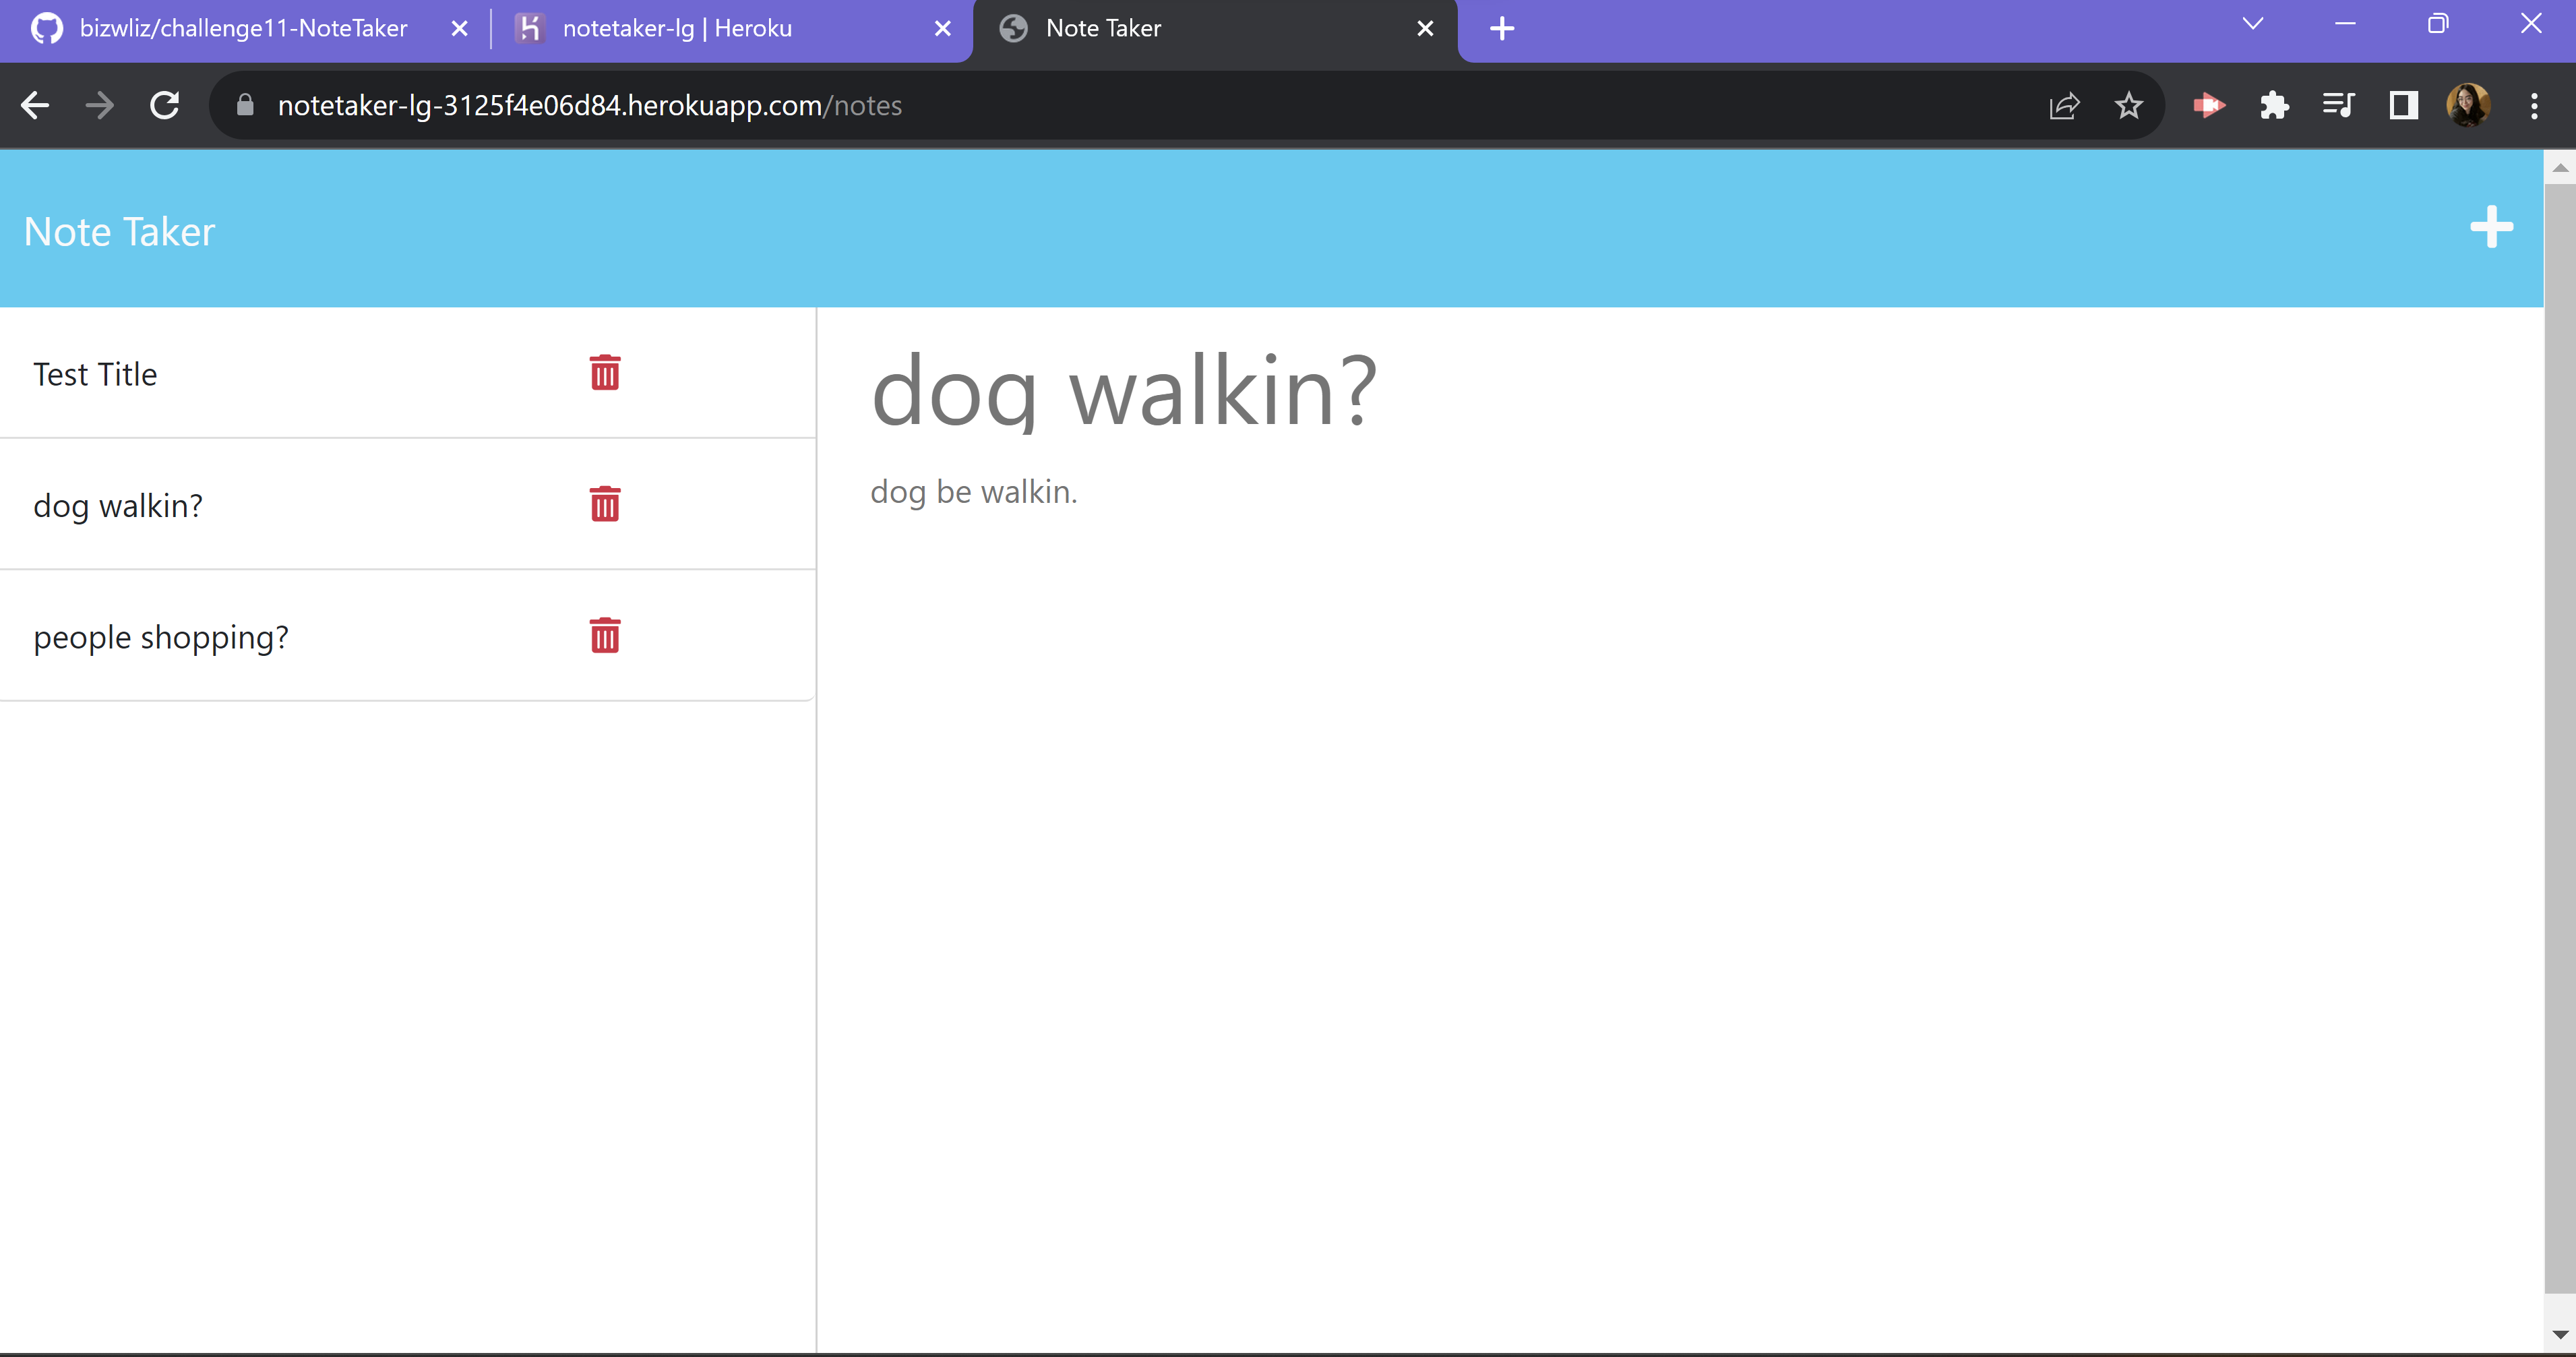 bizwliz/challenge11-NoteTaker
notetaker-lg | Heroku
Note Taker
notetaker-lg-3125f4e06d84.herokuapp.com/notes
Note Taker
Test Title
dog walkin?
people shopping?
dog walkin?
dog be walkin.